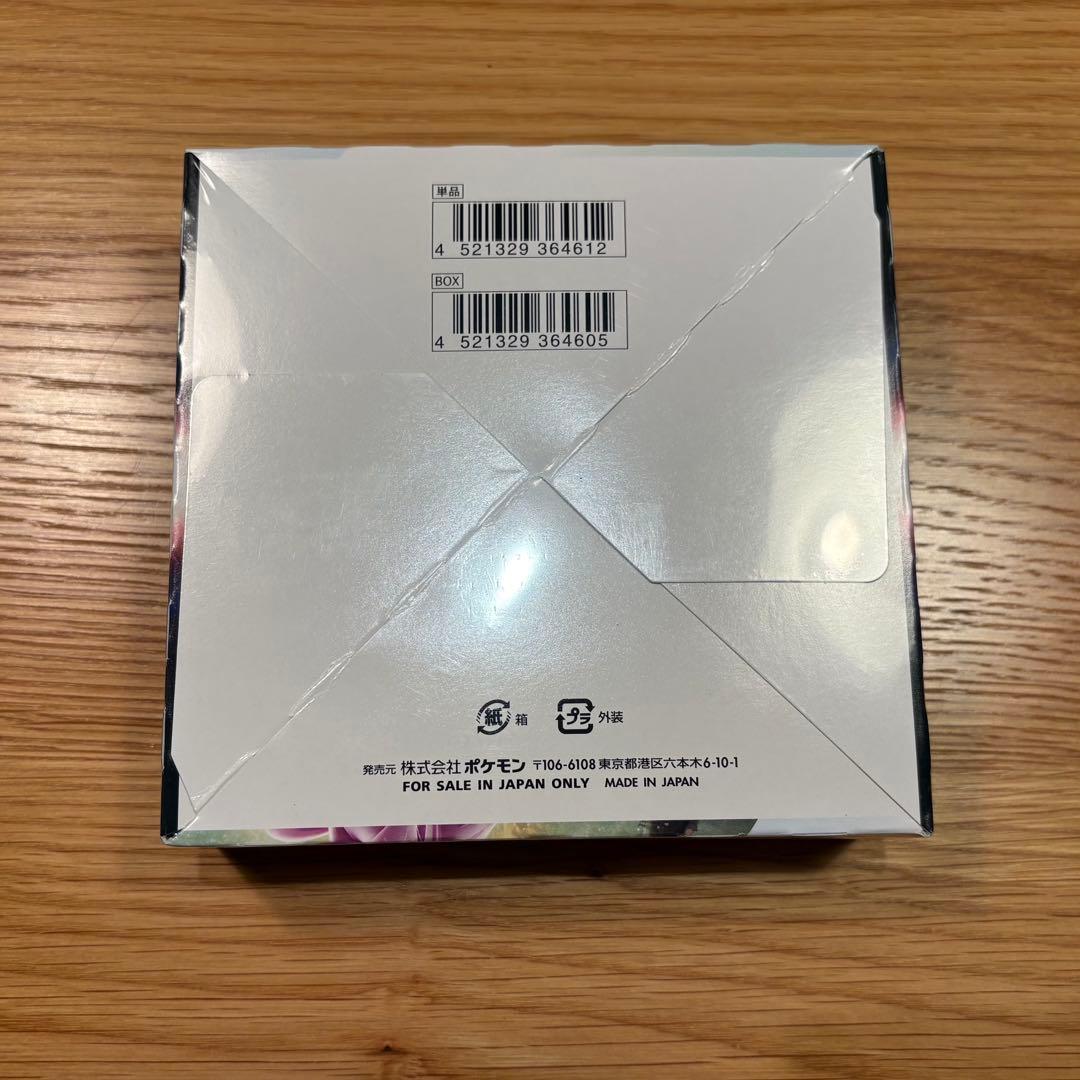 単品
4 521329 364612
BOX
4 521329 364605
紙 箱 プラ 外装
発売元 株式会社 ポケモン 〒106-6108 東京都港区六本木6-10-1
FOR SALE IN JAPAN ONLY MADE IN JAPAN